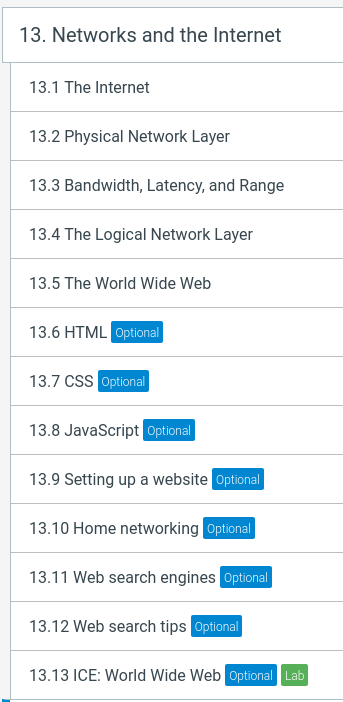 13. Networks and the Internet
13.1 The Internet
13.2 Physical Network Layer
13.3 Bandwidth, Latency, and Range
13.4 The Logical Network Layer
13.5 The World Wide Web
13.6 HTML Optional
13.7 CSS Optional
13.8 JavaScript Optional
13.9 Setting up a website Optional
13.10 Home networking Optional
13.11 Web search engines Optional
13.12 Web search tips Optional
13.13 ICE: World Wide Web Optional Lab